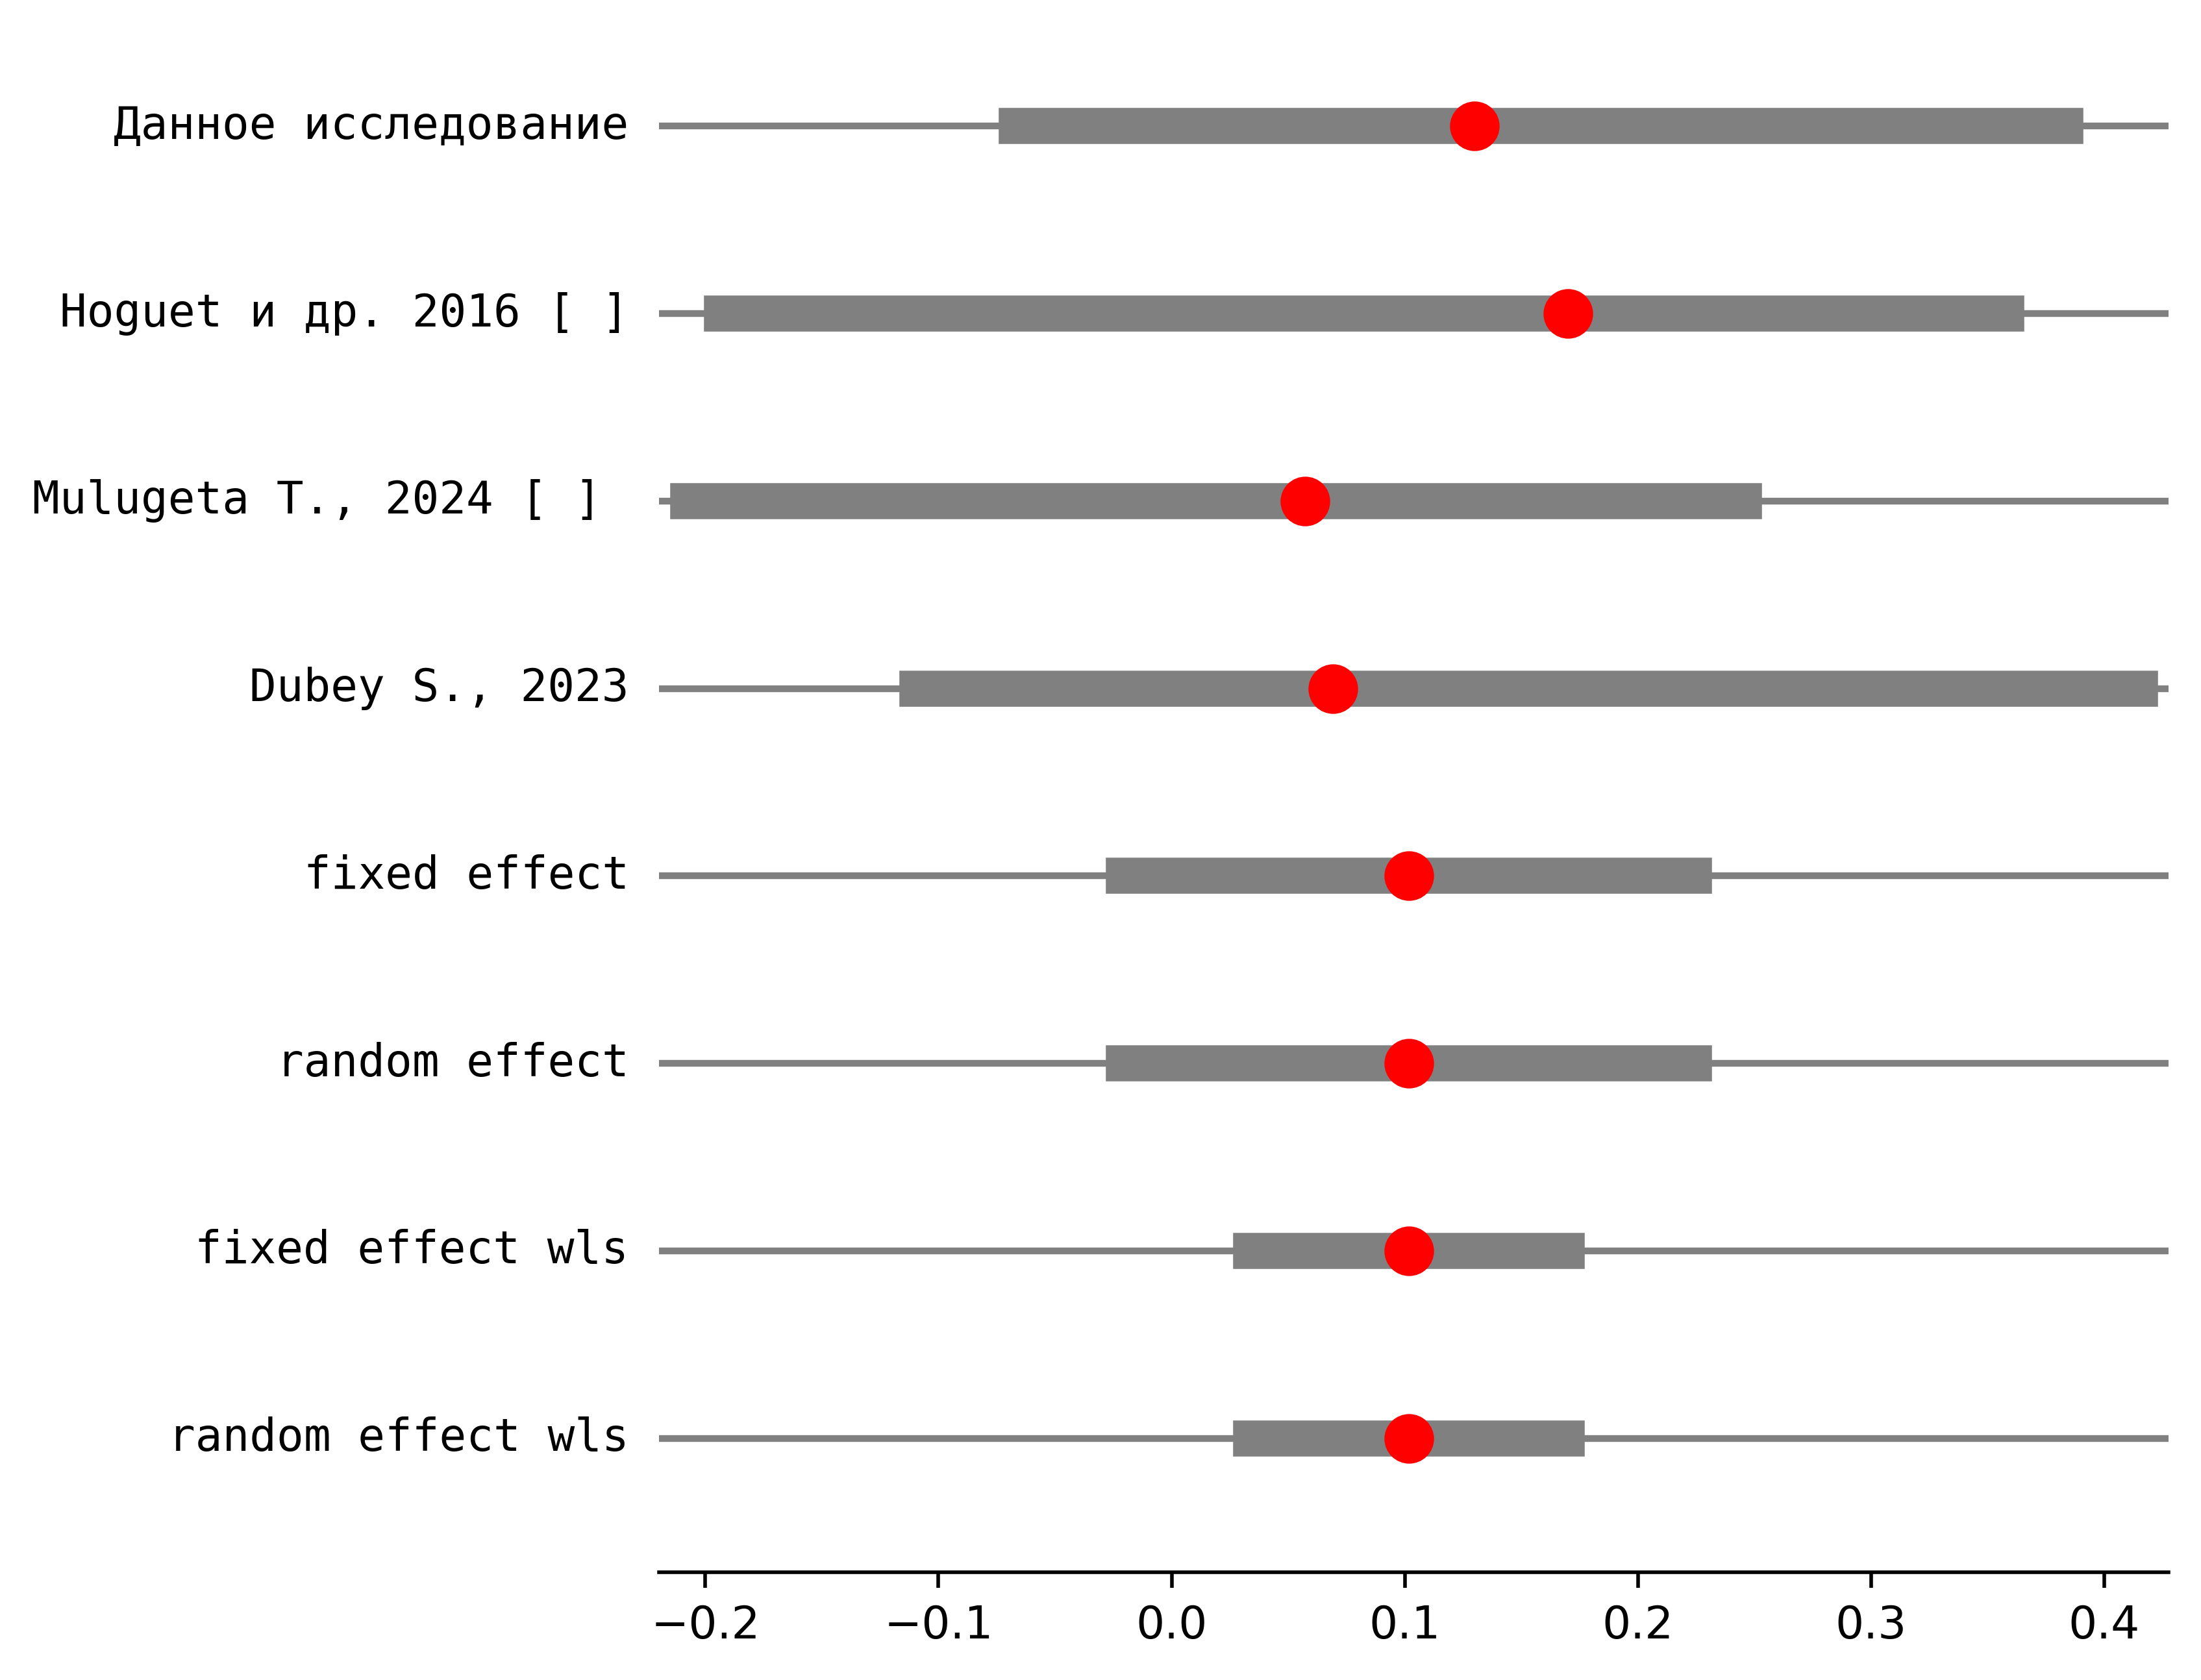 Данное исследование
Hoguet и др. 2016 [ ]
Mulugeta T., 2024 [ ]
Dubey S., 2023
fixed effect
random effect
fixed effect wls
random effect wls
−0.2 −0.1 0.0 0.1 0.2 0.3 0.4